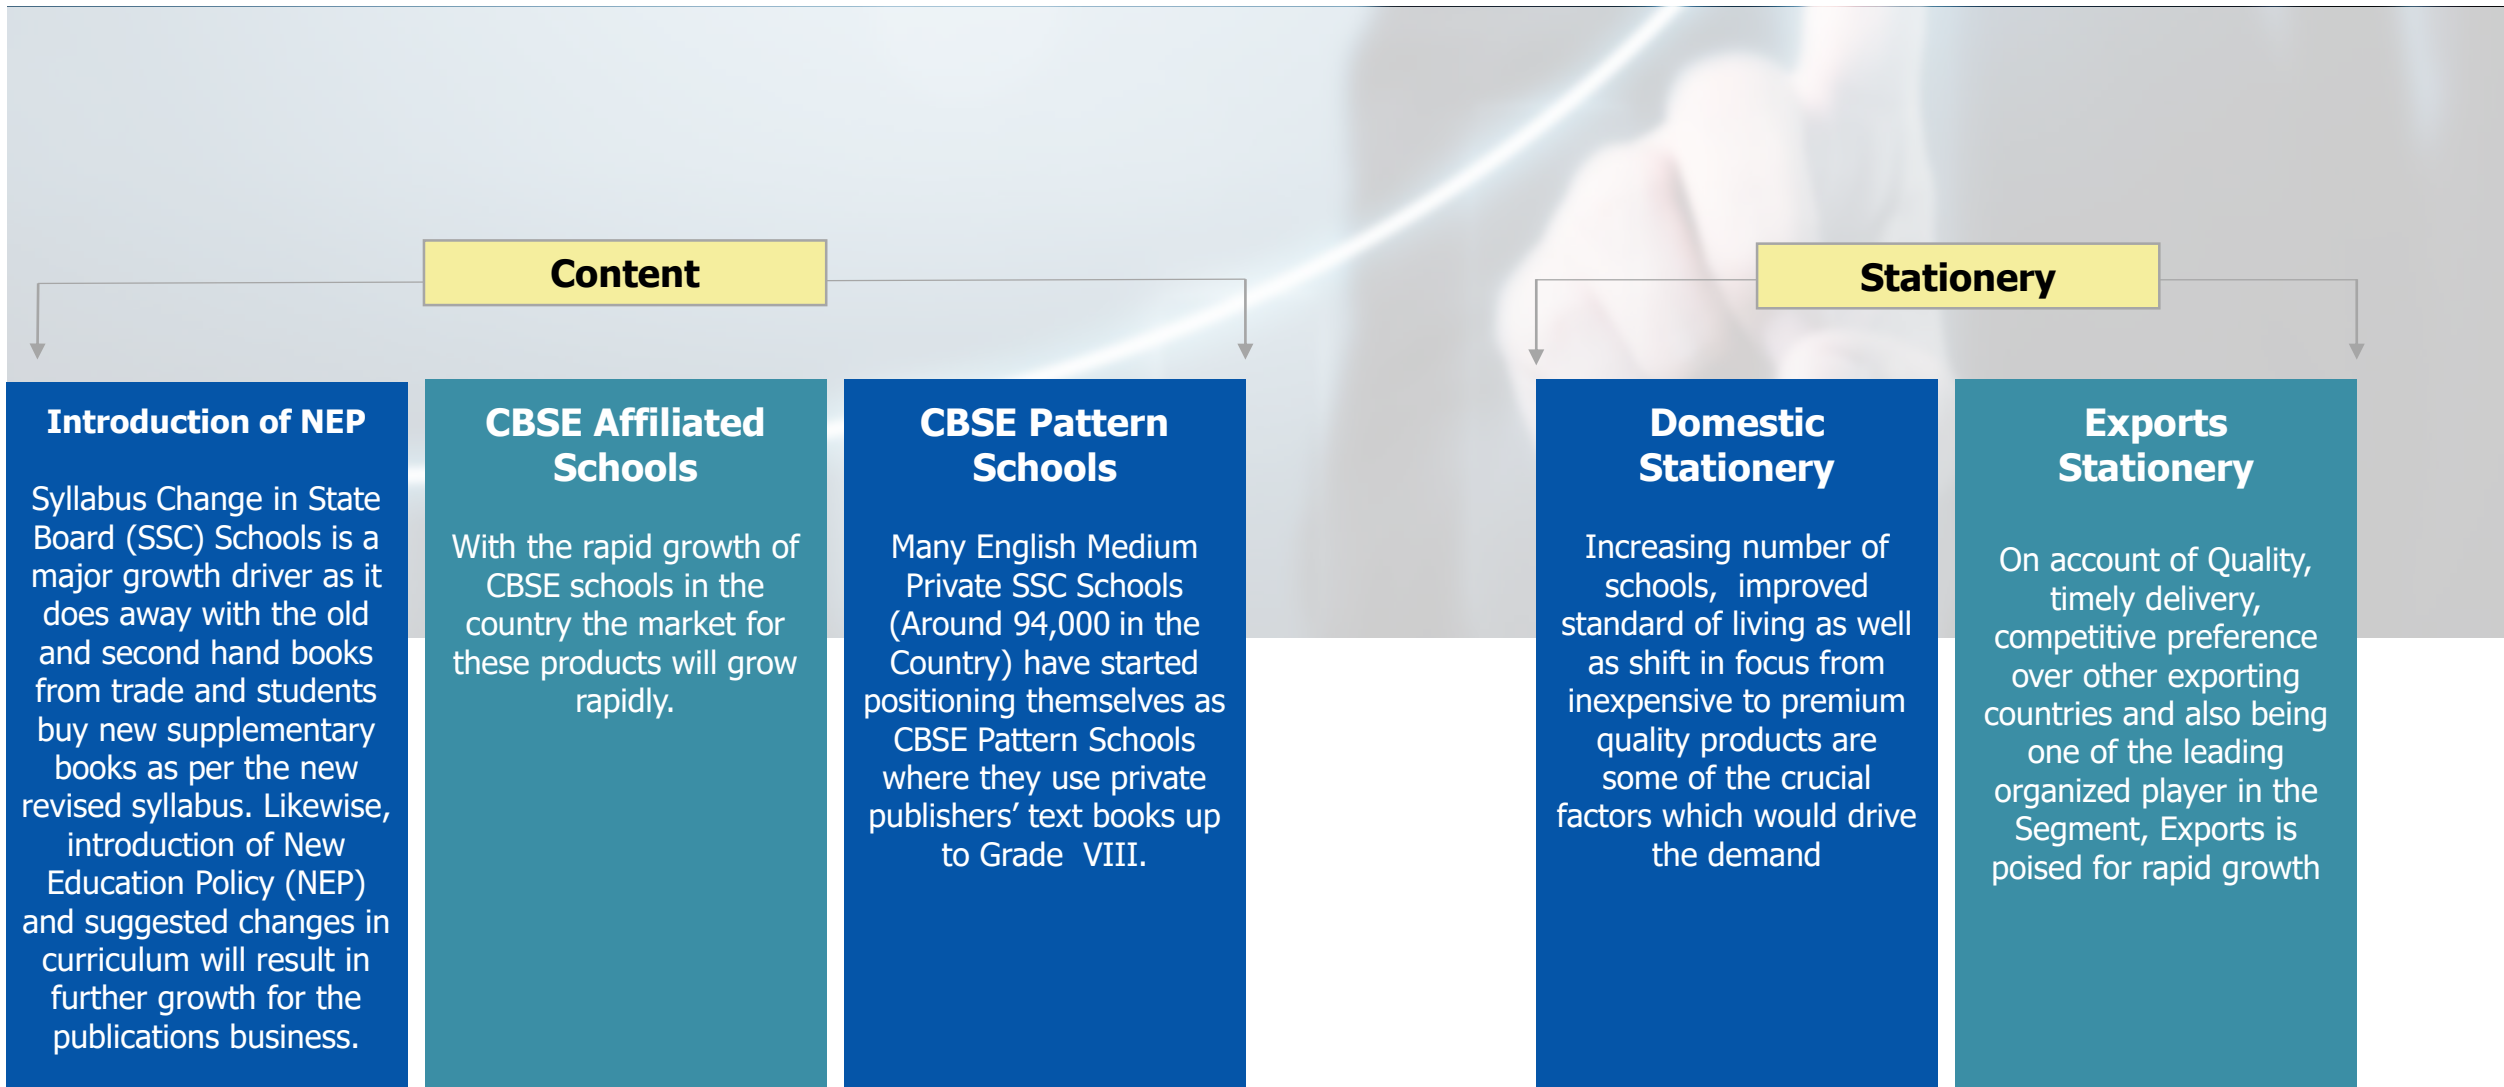 Content
Introduction of NEP
Syllabus Change in State
Board (SSC) Schools is a
major growth driver as it
does away with the old
and second hand books
from trade and students
buy new supplementary
books as per the new
revised syllabus. Likewise,
introduction of New
Education Policy (NEP)
and suggested changes in
curriculum will result in
further growth for the
publications business.
CBSE Affiliated
Schools
With the rapid growth of
CBSE schools in the
country the market for
these products will grow
rapidly.
CBSE Pattern
Schools
Many English Medium
Private SSC Schools
(Around 94,000 in the
Country) have started
positioning themselves as
CBSE Pattern Schools
where they use private
publishers’ text books up
to Grade  VIII.
Stationery
Domestic
Stationery
Increasing number of
schools,  improved
standard of living as well
as shift in focus from
inexpensive to premium
quality products are
some of the crucial
factors which would drive
the demand
Exports
Stationery
On account of Quality,
timely delivery,
competitive preference
over other exporting
countries and also being
one of the leading
organized player in the
Segment, Exports is
poised for rapid growth